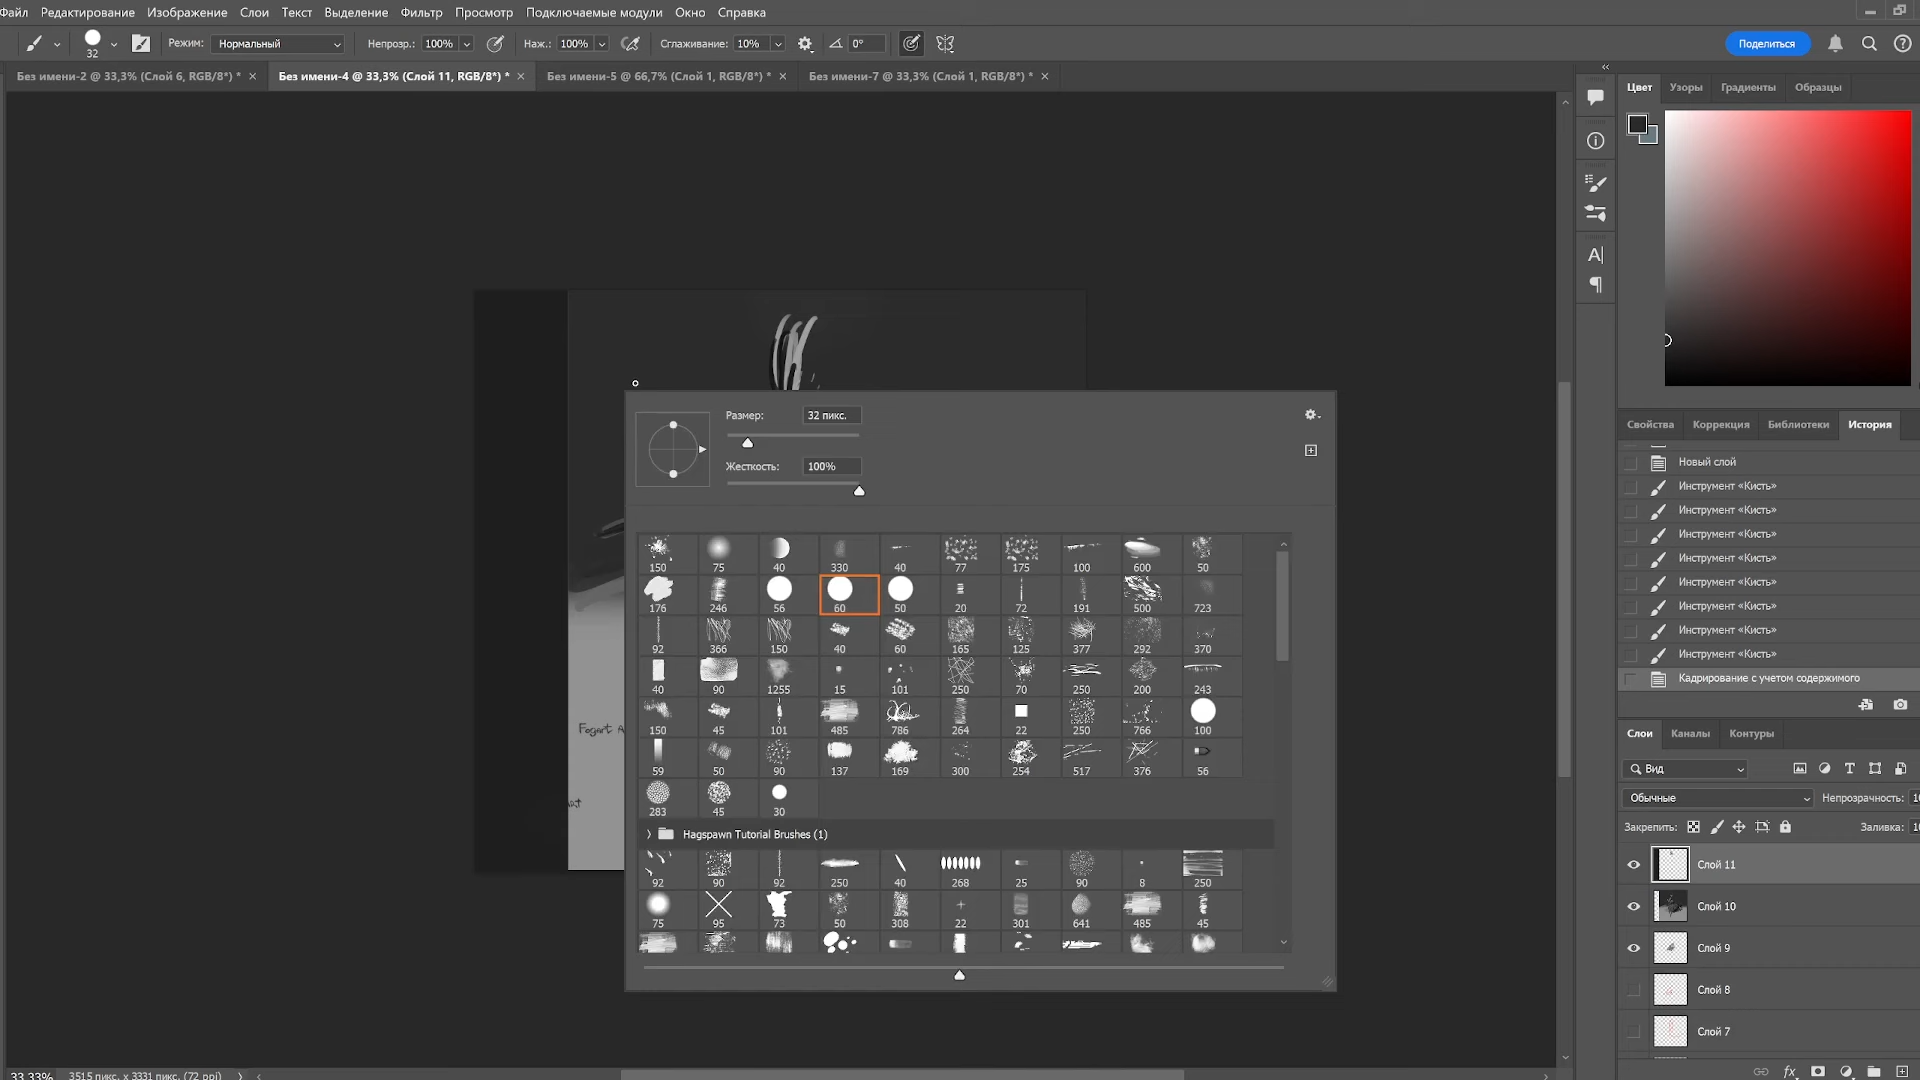 Файл Редактирование Изображение Слои Текст Выделение Фильтр Просмотр Подключаемые модули Окно Справка
32 Режим: Нормальный Непрозр.: 100% Наж.: 100% Сглаживание: 10% 0° Поделиться
Без имени-2 @ 33,3% (Слой 6, RGB/8*) * × Без имени-4 @ 33,3% (Слой 11, RGB/8*) * × Без имени-5 @ 66,7% (Слой 1, RGB/8*) * × Без имени-7 @ 33,3% (Слой 1, RGB/8*) * ×
Цвет Узоры Градиенты Образцы
Размер: 32 пикс.
Жесткость: 100%
150 75 40 330 40 77 175 100 600 50
176 246 56 60 50 20 72 191 500 723
92 366 150 40 60 165 125 377 292 370
40 90 1255 15 101 250 70 250 200 243
150 45 101 485 786 264 22 250 766 100
59 50 90 137 169 300 254 517 376 56
283 45 30
Hagspawn Tutorial Brushes (1)
92 90 92 250 40 268 25 90 8 250
75 95 73 50 308 22 301 641 485 45
Fogart A
at
Свойства Коррекция Библиотеки История
Новый слой
Инструмент «Кисть»
Инструмент «Кисть»
Инструмент «Кисть»
Инструмент «Кисть»
Инструмент «Кисть»
Инструмент «Кисть»
Инструмент «Кисть»
Инструмент «Кисть»
Кадрирование с учетом содержимого
Слои Каналы Контуры
Вид
Обычные Непрозрачность: 10
Закрепить: Заливка: 10
Слой 11
Слой 10
Слой 9
Слой 8
Слой 7
fx
33,33% 3515 пикс. x 3331 пикс. (72 ppi)